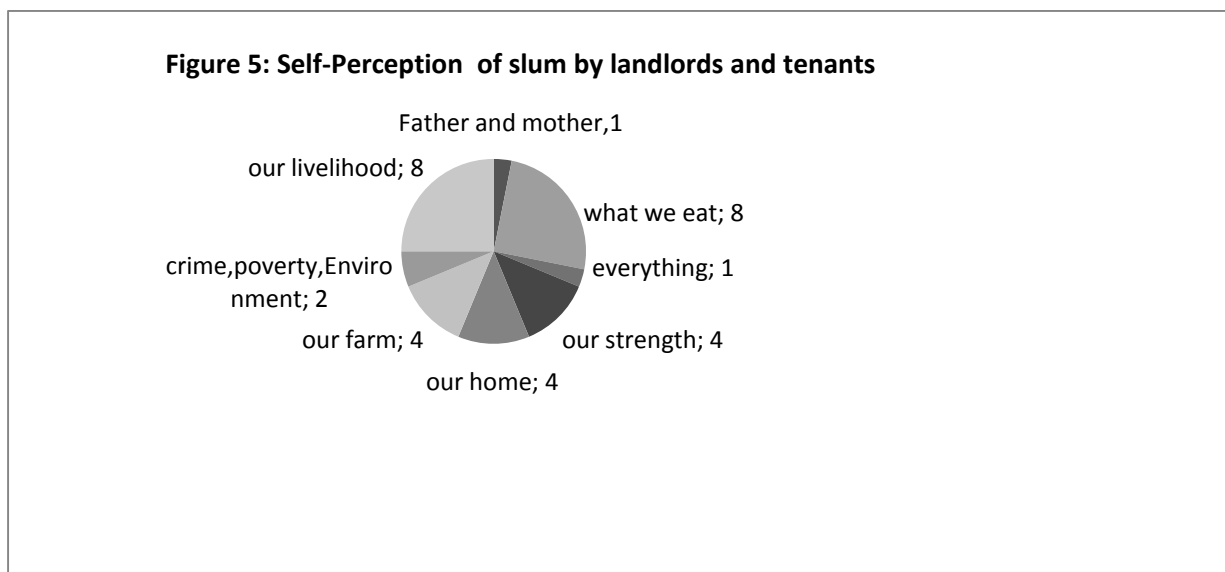 Figure 5: Self-Perception of slum by landlords and tenants
Father and mother,1
our livelihood; 8
what we eat; 8
crime,poverty,Enviro
nment; 2
everything; 1
our farm; 4
our strength; 4
our home; 4